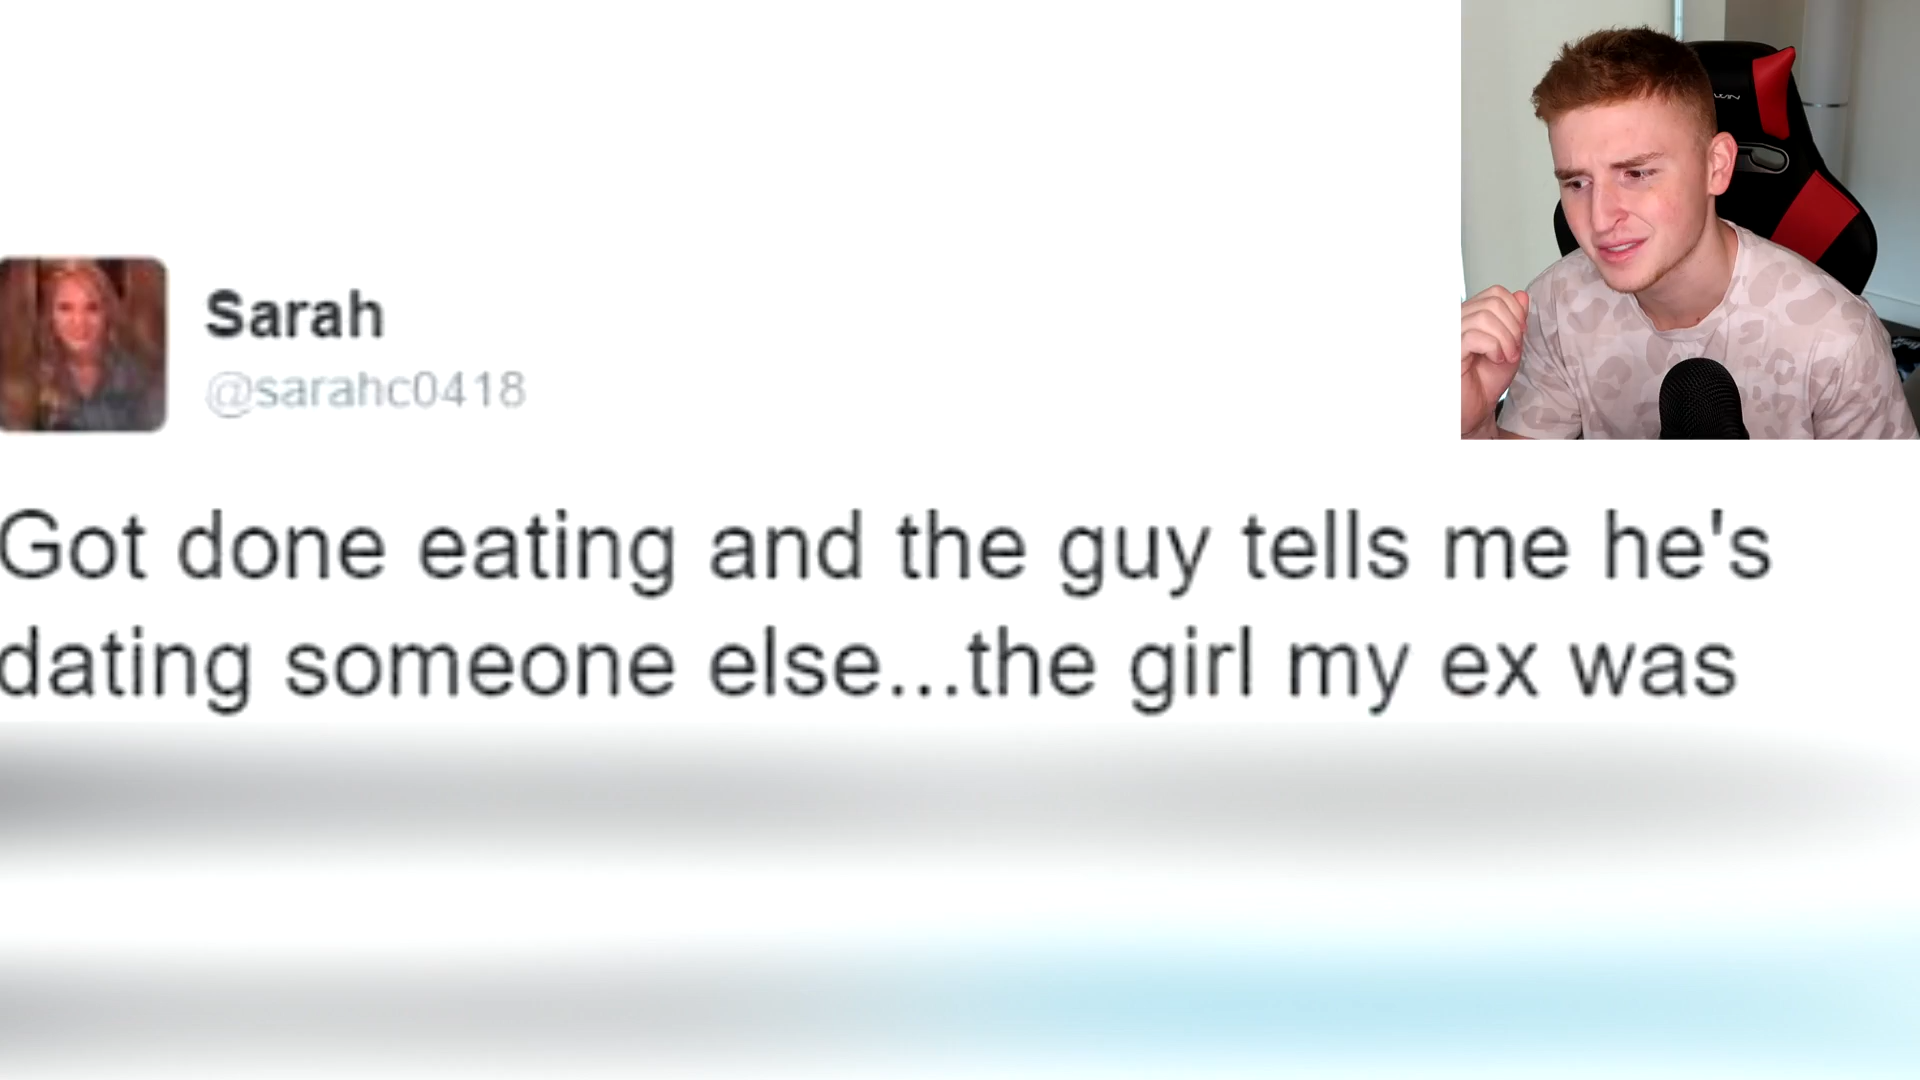 Sarah
@sarahc0418
Got done eating and the guy tells me he's
dating someone else...the girl my ex was